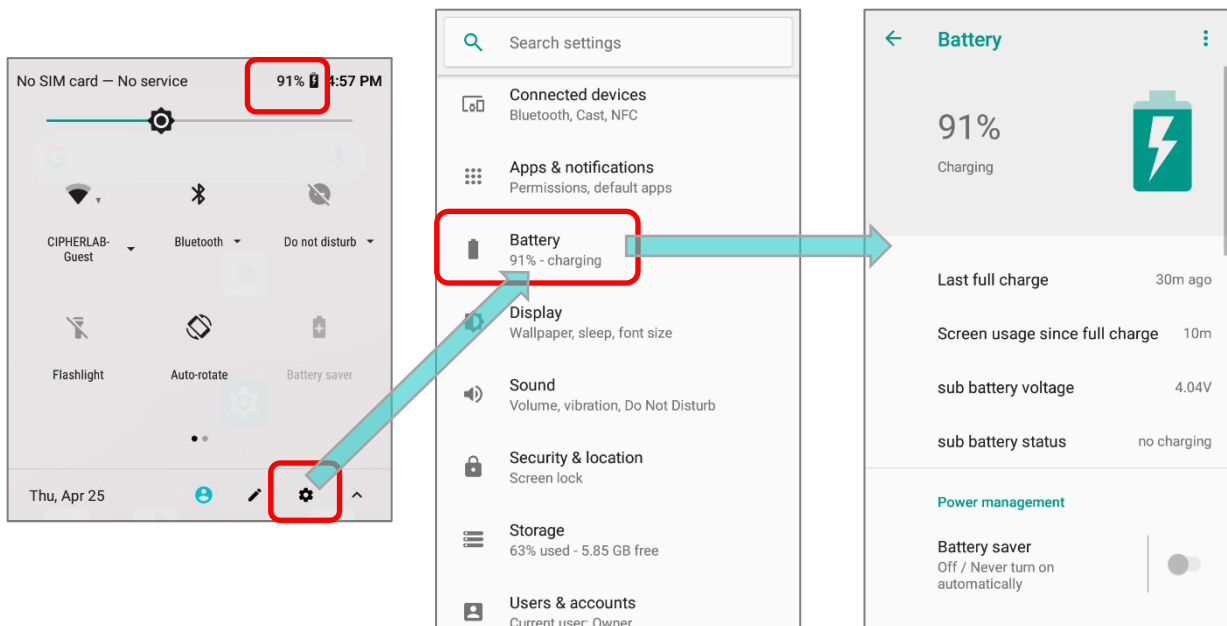 No SIM card — No service 91% 4:57 PM
CIPHERLAB-
Guest
Bluetooth
Do not disturb
Flashlight
Auto-rotate
Battery saver
Thu, Apr 25
Search settings
Connected devices
Bluetooth, Cast, NFC
Apps & notifications
Permissions, default apps
Battery
91% - charging
Display
Wallpaper, sleep, font size
Sound
Volume, vibration, Do Not Disturb
Security & location
Screen lock
Storage
63% used - 5.85 GB free
Users & accounts
Current user: Owner
Battery
91%
Charging
Last full charge 30m ago
Screen usage since full charge 10m
sub battery voltage 4.04V
sub battery status no charging
Power management
Battery saver
Off / Never turn on
automatically